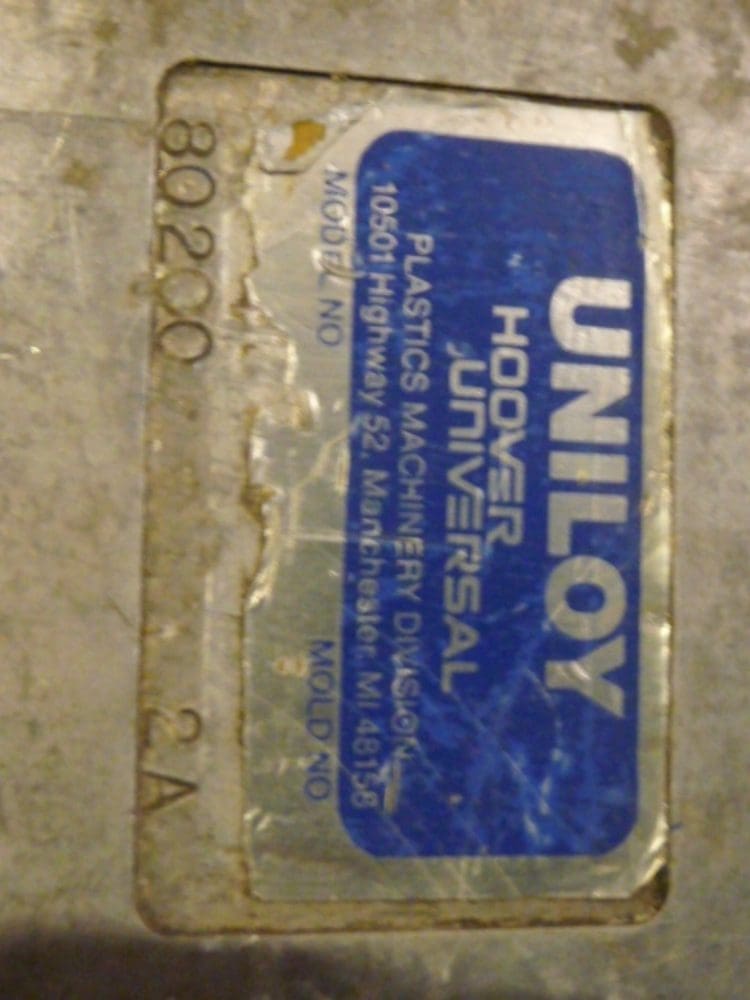 UNILOY
HOOVER
UNIVERSAL
PLASTICS MACHINERY DIVISION
10501 Highway 52, Manchester, MI 48158
MODEL NO MOLD NO
80200 2A